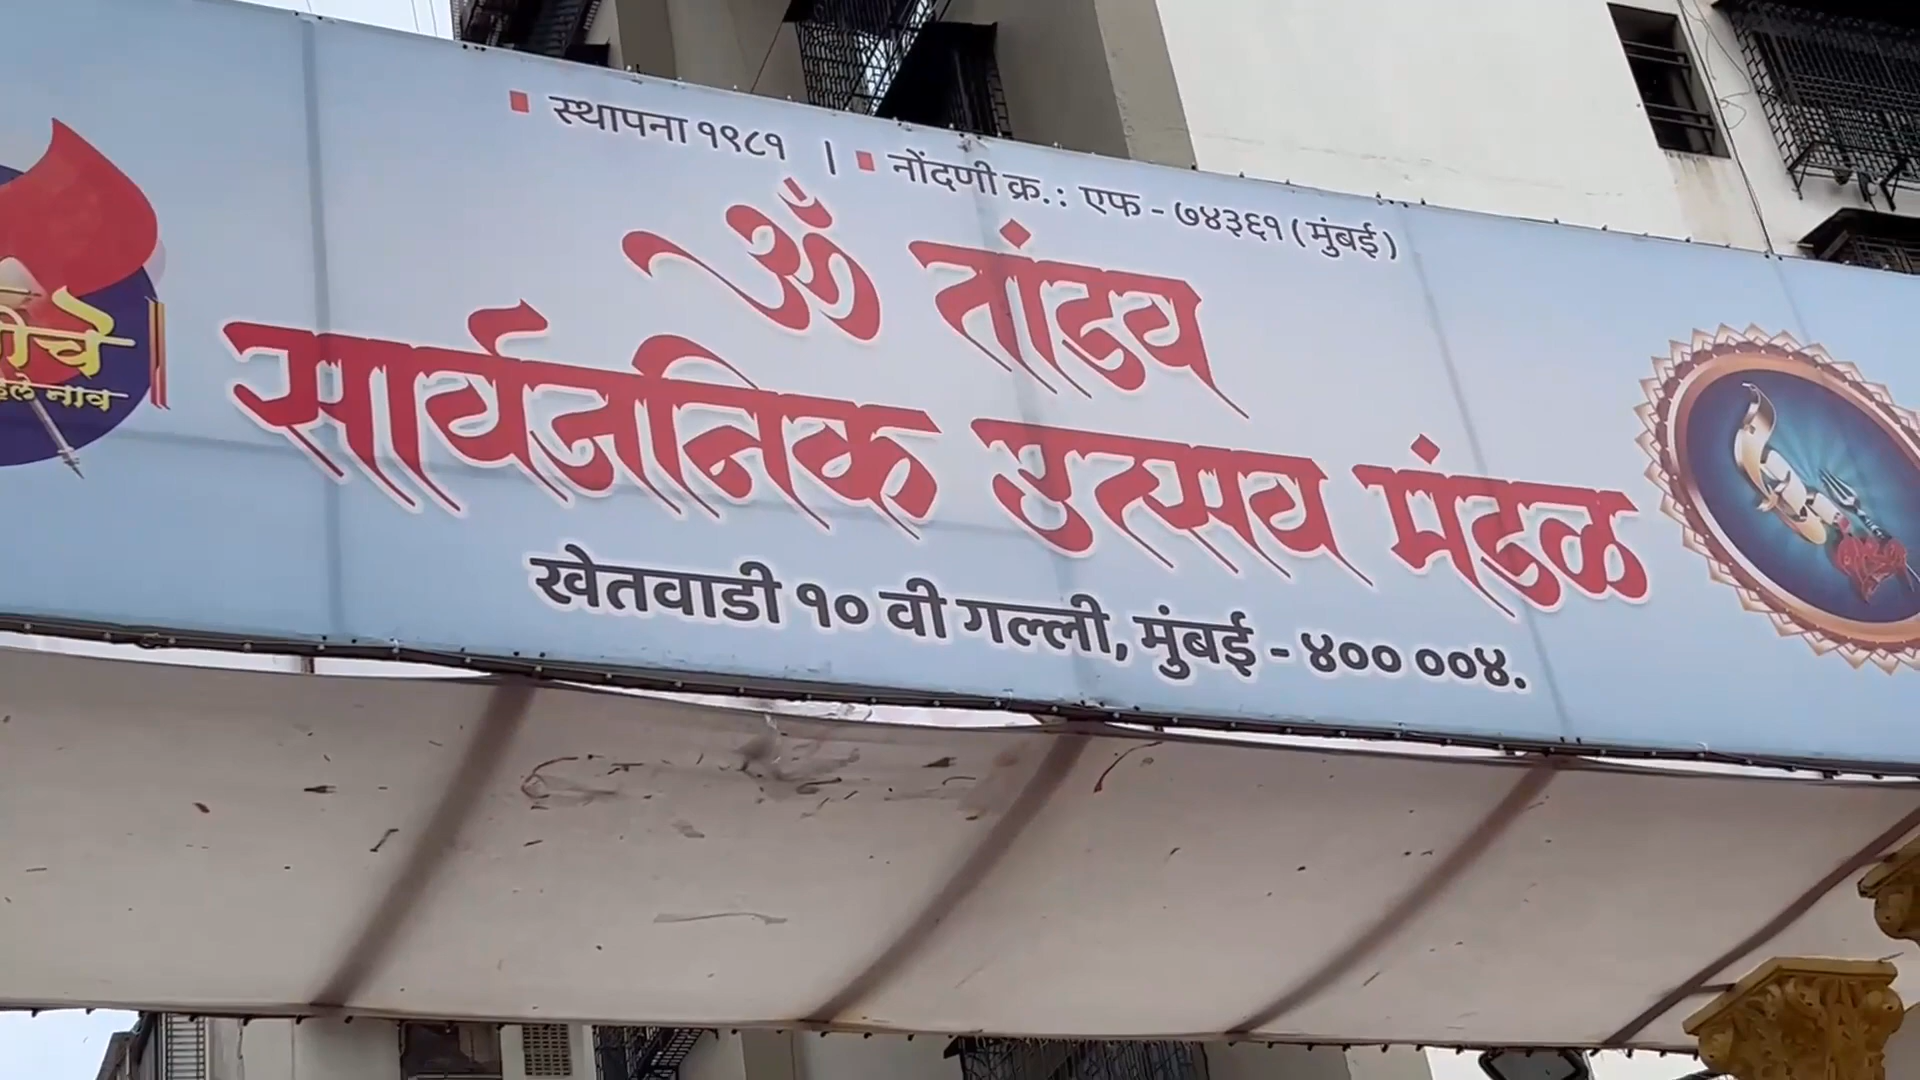 स्थापना १९८१ | नोंदणी क्र. : एफ - ७४३६१ ( मुंबई )
ॐ तांडव
सार्वजनिक उत्सव मंडळ
खेतवाडी १० वी गल्ली, मुंबई - ४०० ००४.
नाव